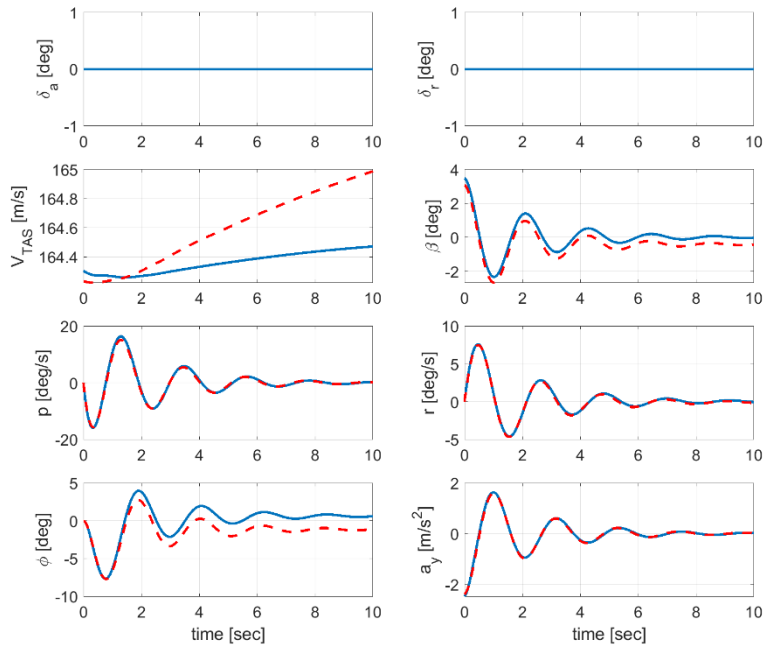 1
0
-1
δa [deg]
0 2 4 6 8 10
1
0
-1
δr [deg]
0 2 4 6 8 10
165
164.8
164.6
164.4
VTAS [m/s]
0 2 4 6 8 10
4
2
0
-2
β [deg]
0 2 4 6 8 10
20
0
-20
p [deg/s]
0 2 4 6 8 10
10
5
0
-5
r [deg/s]
0 2 4 6 8 10
5
0
-5
-10
ϕ [deg]
0 2 4 6 8 10
time [sec]
2
0
-2
ay [m/s²]
0 2 4 6 8 10
time [sec]